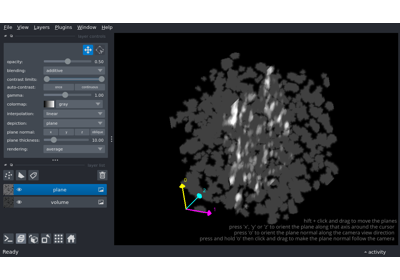 File View Layers Plugins Window Help
layer controls
opacity: 0.50
blending: additive
contrast limits:
auto-contrast: once continuous
gamma: 1.00
colormap: gray
interpolation: linear
depiction: plane
plane normal: x y z oblique
plane thickness: 10.00
rendering: average
layer list
plane
volume
hift + click and drag to move the planes
press 'x', 'y' or 'z' to orient the plane along that axis around the cursor
press 'o' to orient the plane normal along the camera view direction
press and hold 'o' then click and drag to make the plane normal follow the camera
Ready
activity